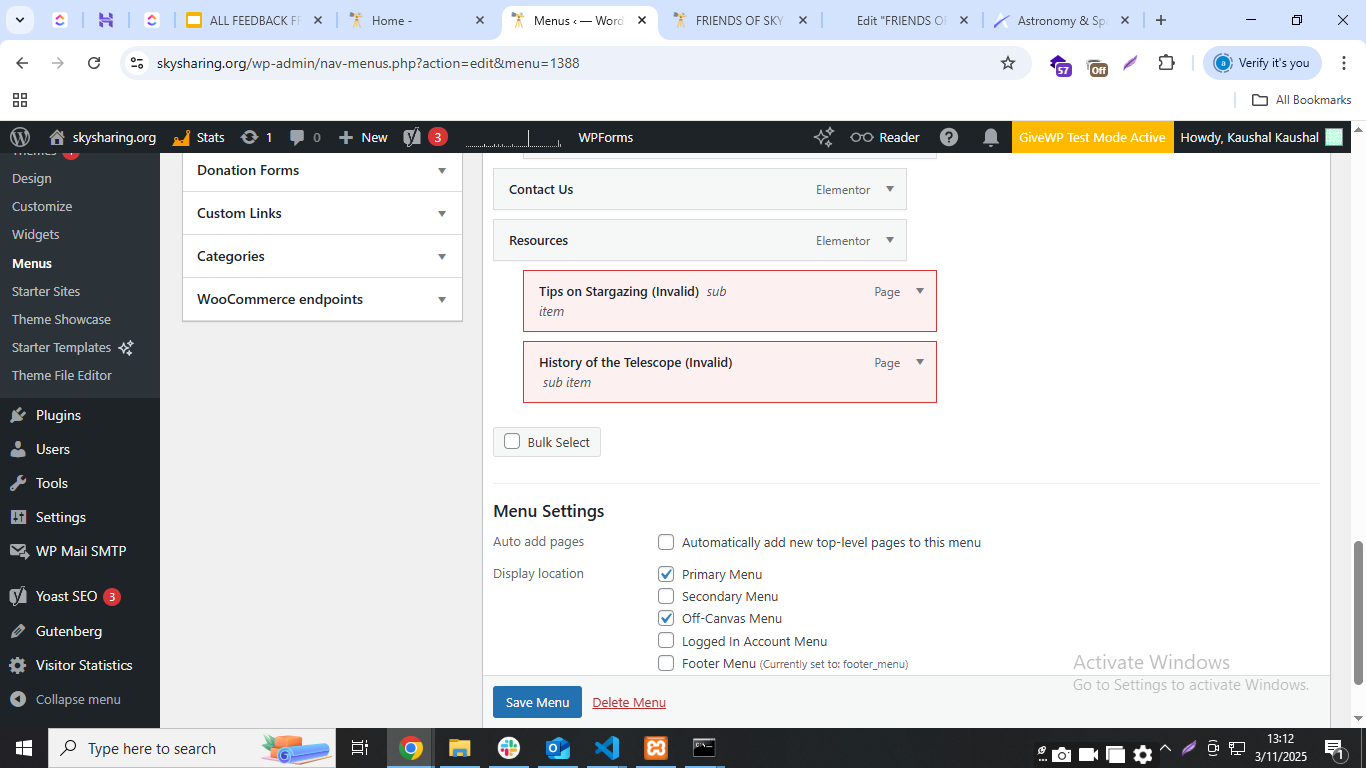 ALL FEEDBACK FF
Home -
Menus ‹ — Word
FRIENDS OF SKY
Edit "FRIENDS OF
Astronomy & Spa
skysharing.org/wp-admin/nav-menus.php?action=edit&menu=1388
57
Off
a
Verify it's you
All Bookmarks
skysharing.org
Stats
1
0
New
3
WPForms
Reader
GiveWP Test Mode Active
Howdy, Kaushal Kaushal
Themes
Design
Customize
Widgets
Menus
Starter Sites
Theme Showcase
Starter Templates
Theme File Editor
Plugins
Users
Tools
Settings
WP Mail SMTP
Yoast SEO 3
Gutenberg
Visitor Statistics
Collapse menu
Donation Forms
Custom Links
Categories
WooCommerce endpoints
Contact Us Elementor
Resources Elementor
Tips on Stargazing (Invalid) sub Page
item
History of the Telescope (Invalid) Page
sub item
Bulk Select
Menu Settings
Auto add pages Automatically add new top-level pages to this menu
Display location Primary Menu
Secondary Menu
Off-Canvas Menu
Logged In Account Menu
Footer Menu (Currently set to: footer_menu)
Save Menu Delete Menu
Activate Windows
Go to Settings to activate Windows.
Type here to search
13:12
3/11/2025
1